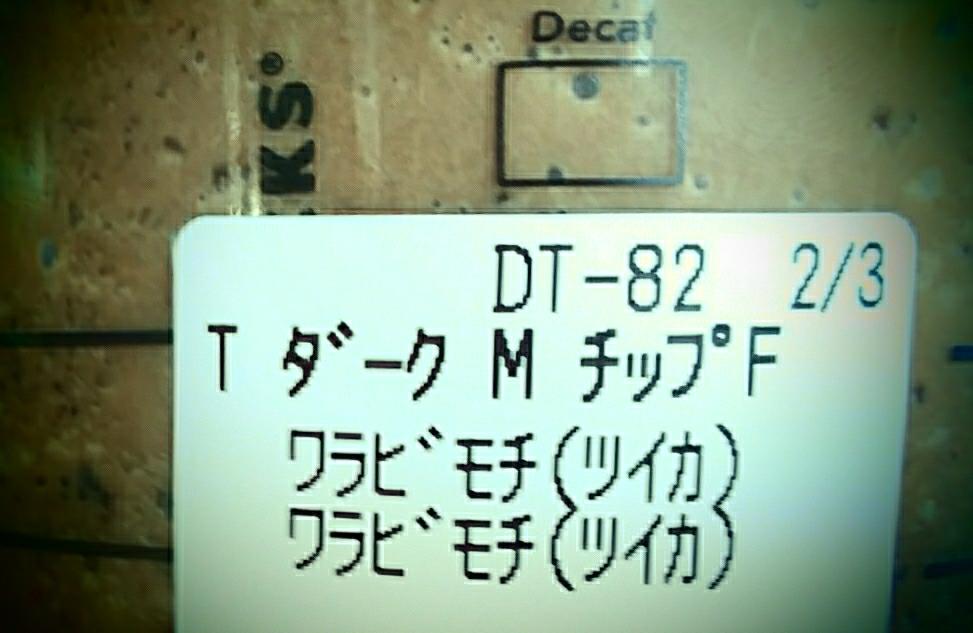 Decaf
KS®
DT-82 2/3
T ダーク M チップF
ワラビモチ(ツイカ)
ワラビモチ(ツイカ)